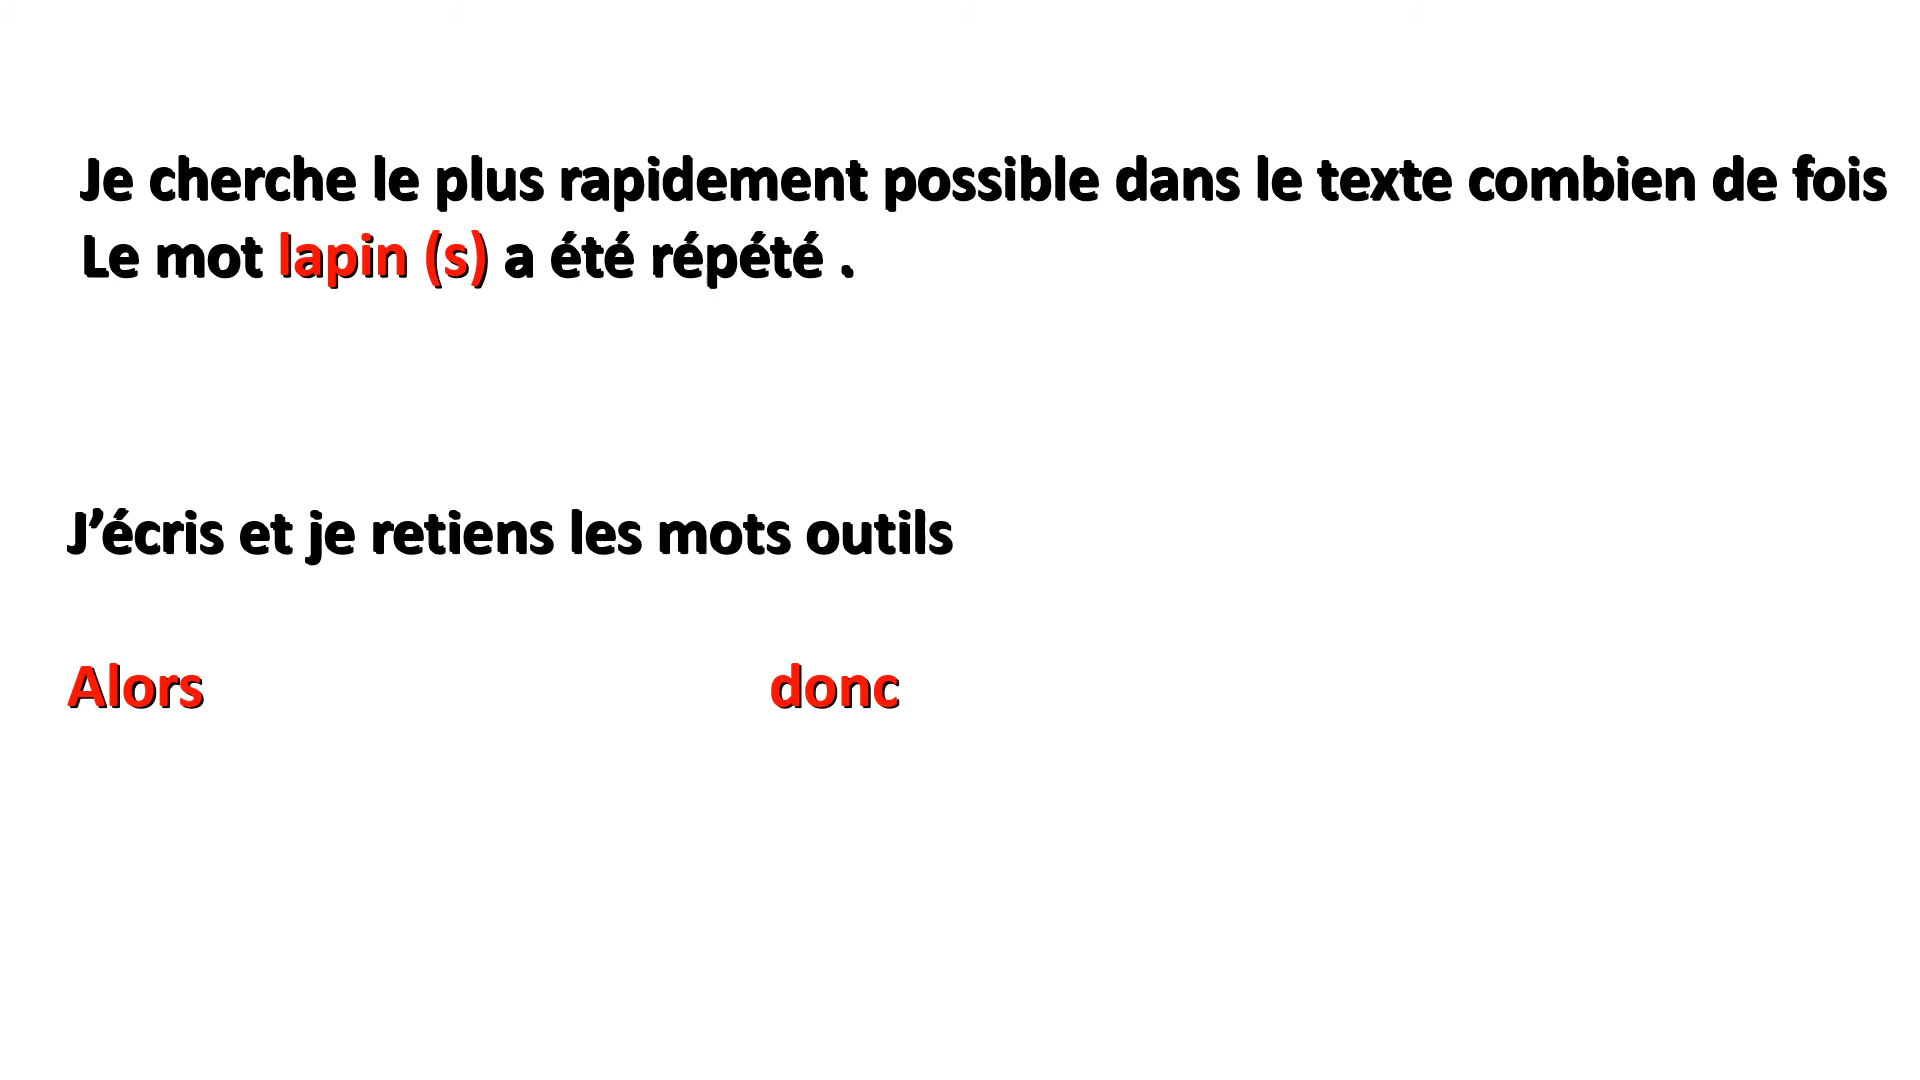 Je cherche le plus rapidement possible dans le texte combien de fois
Le mot lapin (s) a été répété .
J’écris et je retiens les mots outils
Alors donc